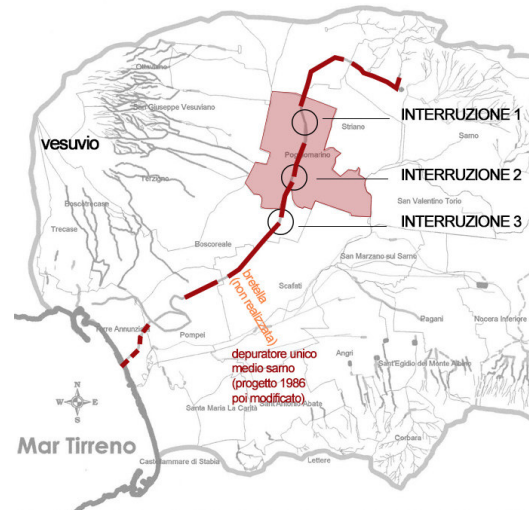 Ottaviano
San Giuseppe Vesuviano
INTERRUZIONE 1
Striano
Sarno
vesuvio
Poggiomarino
INTERRUZIONE 2
Terzigno
San Valentino Torio
Boscotrecase
INTERRUZIONE 3
Trecase
Boscoreale
San Marzano sul Sarno
bretella
(non realizzata)
Scafati
Pagani
Nocera Inferiore
Torre Annunziata
Pompei
depuratore unico
medio sarno
(progetto 1986
poi modificato)
Angri
Sant'Egidio del Monte Albino
N
W E
S
Santa Maria La Carità
Sant'Antonio Abate
Corbara
Mar Tirreno
Castellammare di Stabia
Lettere